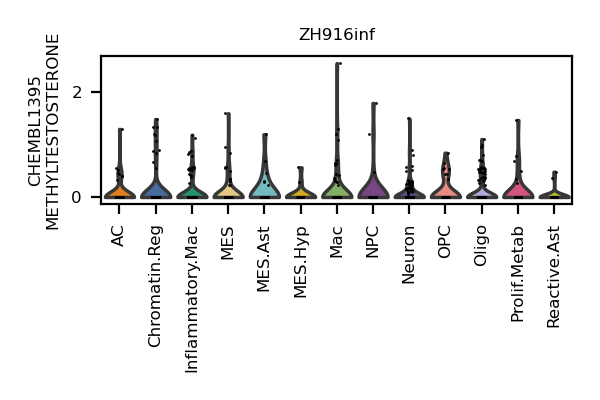 ZH916inf
CHEMBL1395
METHYLTESTOSTERONE
2
0
AC
Chromatin.Reg
Inflammatory.Mac
MES
MES.Ast
MES.Hyp
Mac
NPC
Neuron
OPC
Oligo
Prolif.Metab
Reactive.Ast